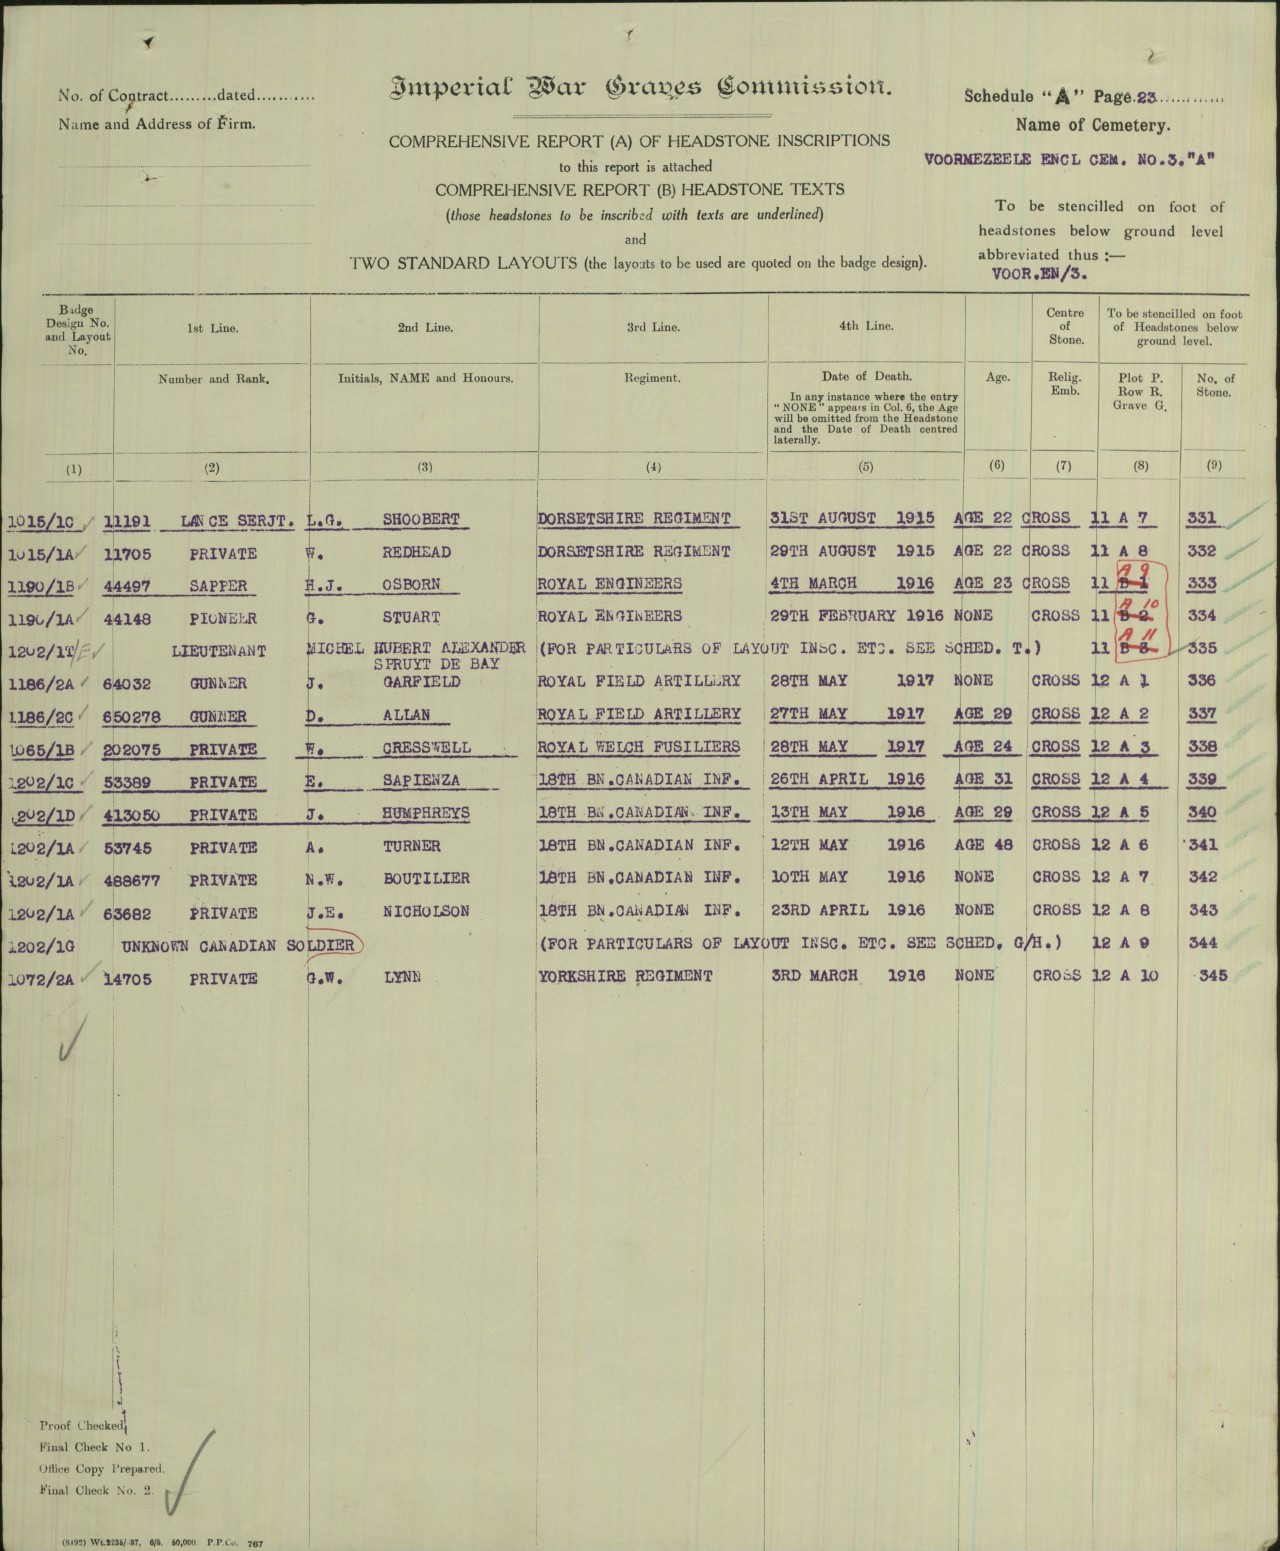 No. of Contract.........dated...........
Name and Address of Firm.
Imperial War Graves Commission.
COMPREHENSIVE REPORT (A) OF HEADSTONE INSCRIPTIONS
to this report is attached
COMPREHENSIVE REPORT (B) HEADSTONE TEXTS
(those headstones to be inscribed with texts are underlined)
and
TWO STANDARD LAYOUTS (the layouts to be used are quoted on the badge design).
Schedule "A" Page.23............
Name of Cemetery.
VOORMEZEELE ENCL CEM. NO.3."A"
To be stencilled on foot of
headstones below ground level
abbreviated thus :—
VOOR.EN/3.
Badge Design No. and Layout No. 1st Line. 2nd Line. 3rd Line. 4th Line. Centre of Stone. To be stencilled on foot of Headstones below ground level.
Number and Rank. Initials, NAME and Honours. Regiment. Date of Death. Age. Relig. Emb. Plot P. Row R. Grave G. No. of Stone.
In any instance where the entry
"NONE" appears in Col. 6, the Age
will be omitted from the Headstone
and the Date of Death centred
laterally.
(1) (2) (3) (4) (5) (6) (7) (8) (9)
1015/1C 11191 LANCE SERJT. L.G. SHOOBERT DORSETSHIRE REGIMENT 31ST AUGUST 1915 AGE 22 CROSS 11 A 7 331
1015/1A 11705 PRIVATE W. REDHEAD DORSETSHIRE REGIMENT 29TH AUGUST 1915 AGE 22 CROSS 11 A 8 332
A 9
1190/1B 44497 SAPPER H.J. OSBORN ROYAL ENGINEERS 4TH MARCH 1916 AGE 23 CROSS 11 B 1 333
A 10
1190/1A 44148 PIONEER G. STUART ROYAL ENGINEERS 29TH FEBRUARY 1916 NONE CROSS 11 B 2 334
A 11
1202/1T/E LIEUTENANT MICHEL HUBERT ALEXANDER (FOR PARTICULARS OF LAYOUT INSC. ETC. SEE SCHED. T.) 11 B 3 335
SPRUYT DE BAY
1186/2A 64032 GUNNER J. GARFIELD ROYAL FIELD ARTILLERY 28TH MAY 1917 NONE CROSS 12 A 1 336
1186/2C 650278 GUNNER D. ALLAN ROYAL FIELD ARTILLERY 27TH MAY 1917 AGE 29 CROSS 12 A 2 337
1065/1B 202075 PRIVATE W. CRESSWELL ROYAL WELCH FUSILIERS 28TH MAY 1917 AGE 24 CROSS 12 A 3 338
1202/1C 53389 PRIVATE E. SAPIENZA 18TH BN.CANADIAN INF. 26TH APRIL 1916 AGE 31 CROSS 12 A 4 339
1202/1D 413050 PRIVATE J. HUMPHREYS 18TH BN.CANADIAN INF. 13TH MAY 1916 AGE 29 CROSS 12 A 5 340
1202/1A 53745 PRIVATE A. TURNER 18TH BN.CANADIAN INF. 12TH MAY 1916 AGE 48 CROSS 12 A 6 341
1202/1A 488677 PRIVATE N.W. BOUTILIER 18TH BN.CANADIAN INF. 10TH MAY 1916 NONE CROSS 12 A 7 342
1202/1A 63682 PRIVATE J.E. NICHOLSON 18TH BN.CANADIAN INF. 23RD APRIL 1916 NONE CROSS 12 A 8 343
1202/1G UNKNOWN CANADIAN SOLDIER (FOR PARTICULARS OF LAYOUT INSC. ETC. SEE SCHED. G/H.) 12 A 9 344
1072/2A 14705 PRIVATE G.W. LYNN YORKSHIRE REGIMENT 3RD MARCH 1916 NONE CROSS 12 A 10 345
Proof Checked
Final Check No 1.
Office Copy Prepared.
Final Check No. 2.
(8192) Wt.2235/ 37. 6/5. 50,000. P.P.Co. 767